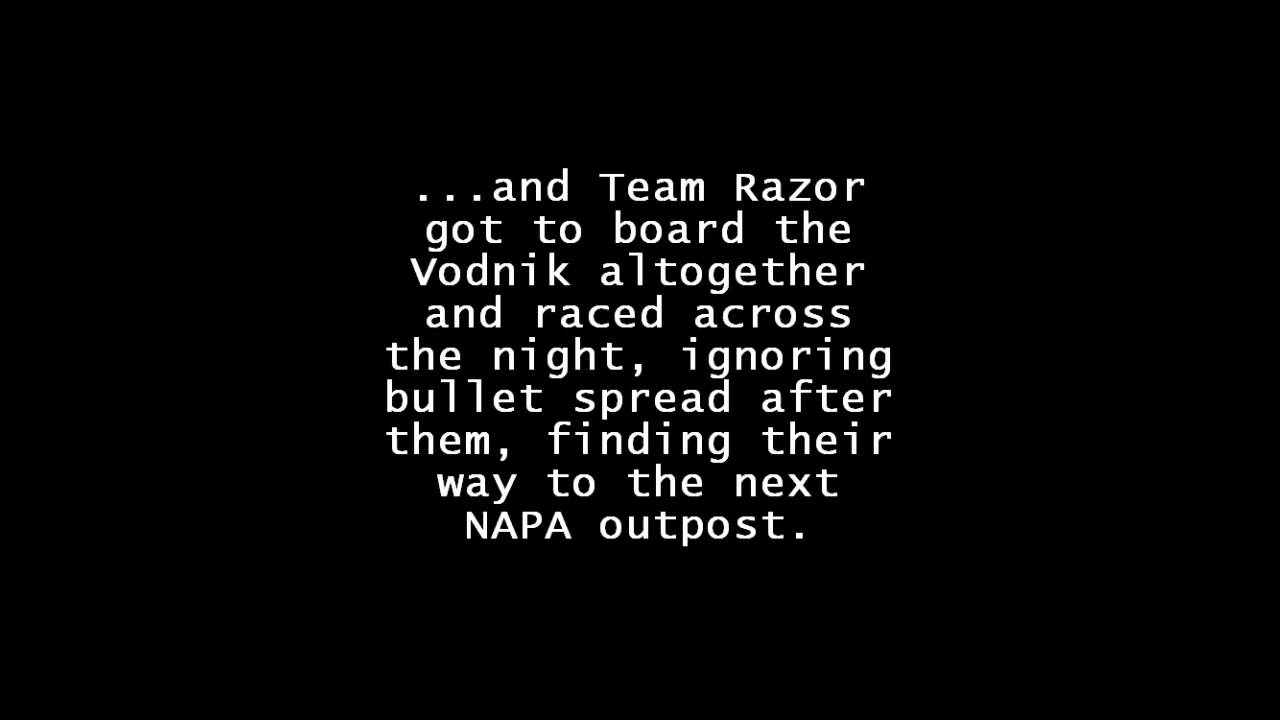 ...and Team Razor
got to board the
Vodnik altogether
and raced across
the night, ignoring
bullet spread after
them, finding their
way to the next
NAPA outpost.